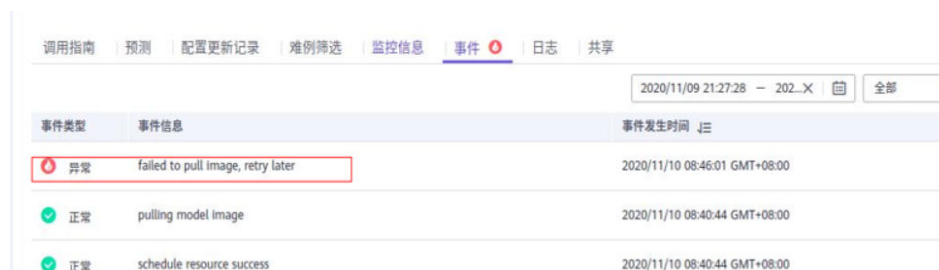 调用指南 预测 配置更新记录 难例筛选 监控信息 事件 日志 共享
2020/11/09 21:27:28 – 202...X 全部
事件类型 事件信息 事件发生时间
异常 failed to pull image, retry later 2020/11/10 08:46:01 GMT+08:00
正常 pulling model image 2020/11/10 08:40:44 GMT+08:00
正常 schedule resource success 2020/11/10 08:40:44 GMT+08:00